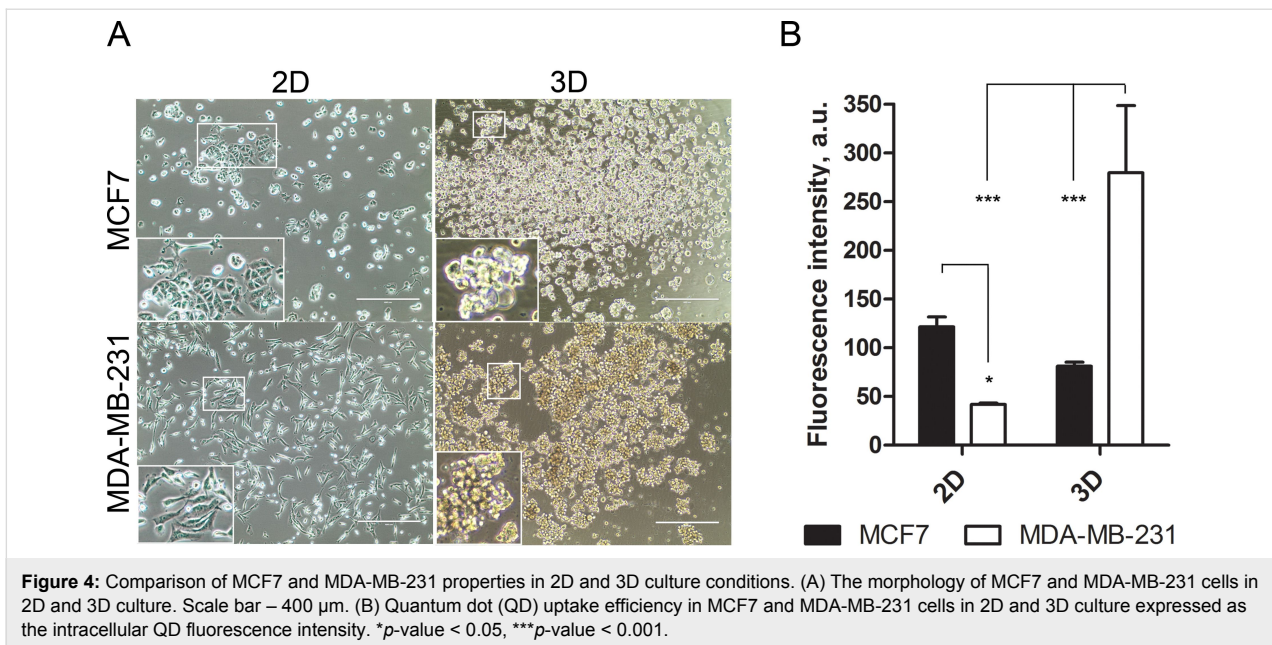 A
2D
3D
MCF7
MDA-MB-231
B
Fluorescence intensity, a.u.
350
300
250
200
150
100
50
0
***
***
*
2D
3D
MCF7
MDA-MB-231
Figure 4: Comparison of MCF7 and MDA-MB-231 properties in 2D and 3D culture conditions. (A) The morphology of MCF7 and MDA-MB-231 cells in
2D and 3D culture. Scale bar – 400 µm. (B) Quantum dot (QD) uptake efficiency in MCF7 and MDA-MB-231 cells in 2D and 3D culture expressed as
the intracellular QD fluorescence intensity. *p-value < 0.05, ***p-value < 0.001.